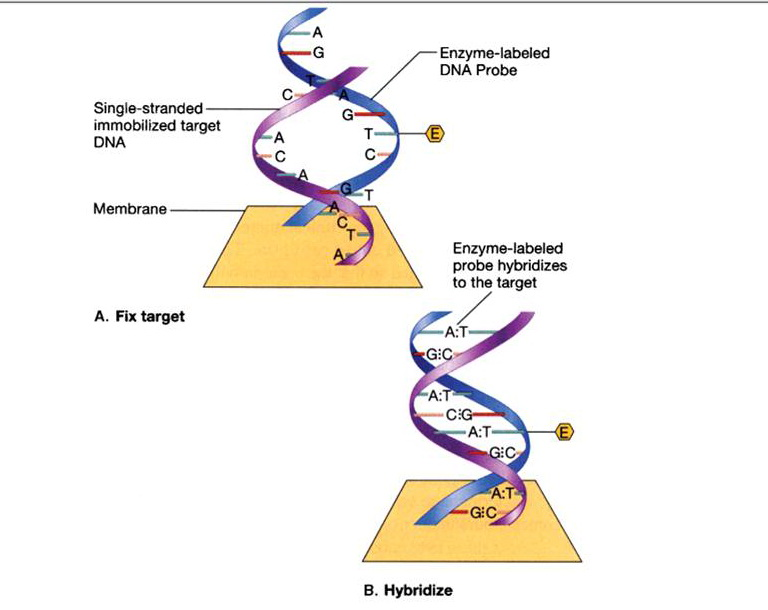 A
G
Enzyme-labeled
DNA Probe
T
C
A
Single-stranded
immobilized target
DNA
G
T
E
A
C
C
A
G
T
Membrane
A
C
T
A
Enzyme-labeled
probe hybridizes
to the target
A. Fix target
A:T
G:C
A:T
C:G
A:T
E
G:C
A:T
G:C
B. Hybridize